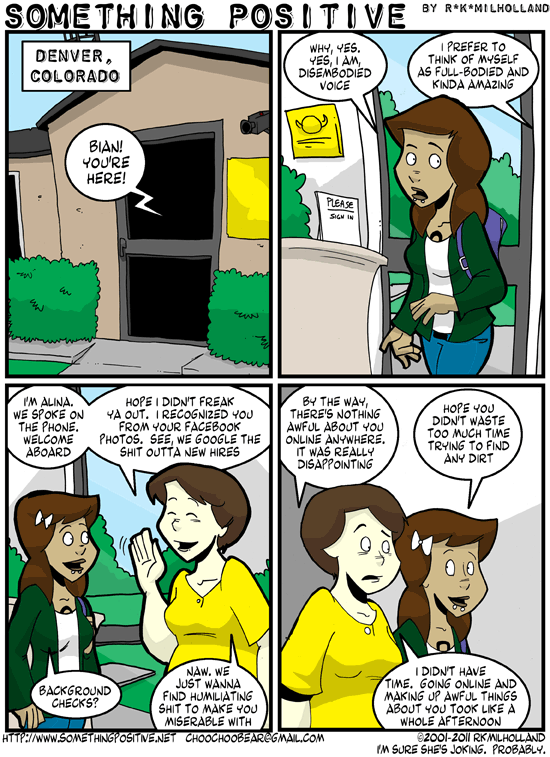 SOMETHING POSITIVE BY R*K*MILHOLLAND
DENVER,
COLORADO
BIAN!
YOU'RE
HERE!
WHY, YES.
YES, I AM,
DISEMBODIED
VOICE
I PREFER TO
THINK OF MYSELF
AS FULL-BODIED AND
KINDA AMAZING
PLEASE
SIGN IN
I'M ALINA.
WE SPOKE ON
THE PHONE.
WELCOME
ABOARD
HOPE I DIDN'T FREAK
YA OUT. I RECOGNIZED YOU
FROM YOUR FACEBOOK
PHOTOS. SEE, WE GOOGLE THE
SHIT OUTTA NEW HIRES
BACKGROUND
CHECKS?
NAW. WE
JUST WANNA
FIND HUMILIATING
SHIT TO MAKE YOU
MISERABLE WITH
BY THE WAY,
THERE'S NOTHING
AWFUL ABOUT YOU
ONLINE ANYWHERE.
IT WAS REALLY
DISAPPOINTING
HOPE YOU
DIDN'T WASTE
TOO MUCH TIME
TRYING TO FIND
ANY DIRT
I DIDN'T HAVE
TIME. GOING ONLINE AND
MAKING UP AWFUL THINGS
ABOUT YOU TOOK LIKE A
WHOLE AFTERNOON
HTTP://WWW.SOMETHINGPOSITIVE.NET CHOOCHOOBEAR@GMAIL.COM ©2001-2011 RKMILHOLLAND
I'M SURE SHE'S JOKING. PROBABLY.